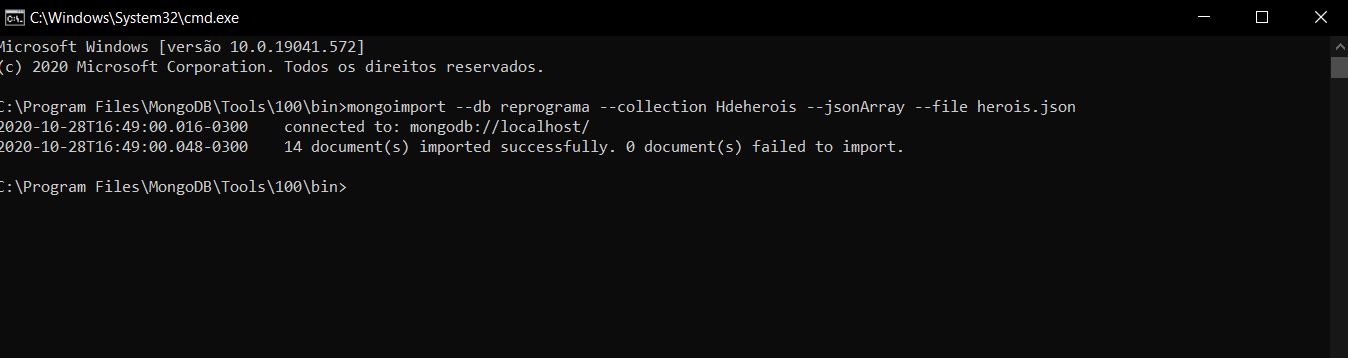 C:\Windows\System32\cmd.exe
Microsoft Windows [versão 10.0.19041.572]
(c) 2020 Microsoft Corporation. Todos os direitos reservados.
C:\Program Files\MongoDB\Tools\100\bin>mongoimport --db reprograma --collection Hdeherois --jsonArray --file herois.json
2020-10-28T16:49:00.016-0300    connected to: mongodb://localhost/
2020-10-28T16:49:00.048-0300    14 document(s) imported successfully. 0 document(s) failed to import.
C:\Program Files\MongoDB\Tools\100\bin>